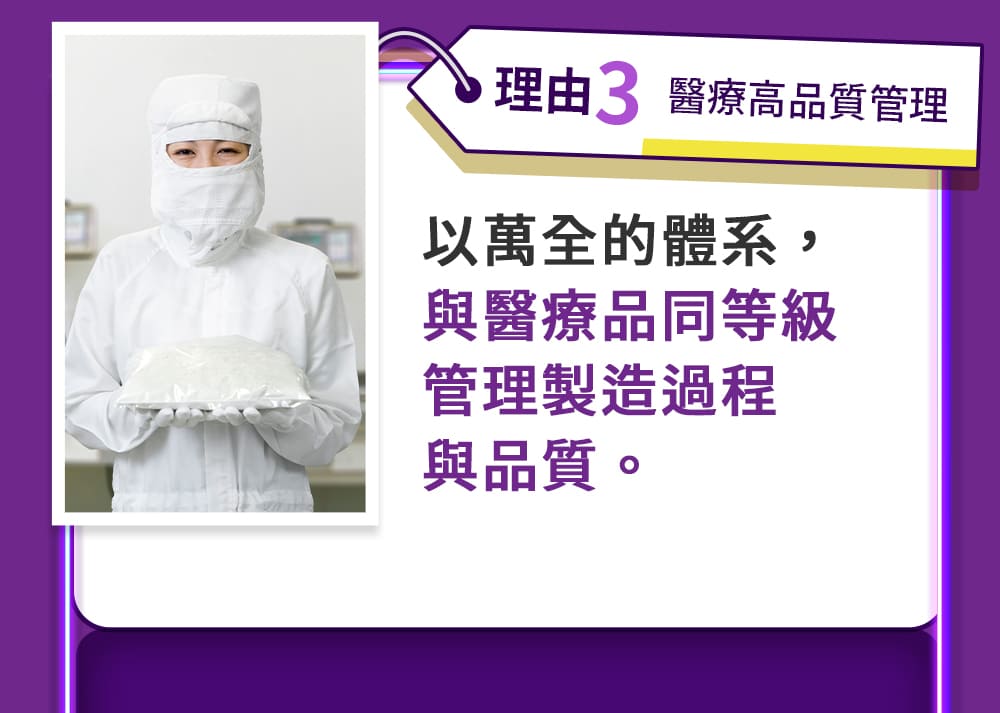 理由3 醫療高品質管理
以萬全的體系，
與醫療品同等級
管理製造過程
與品質。